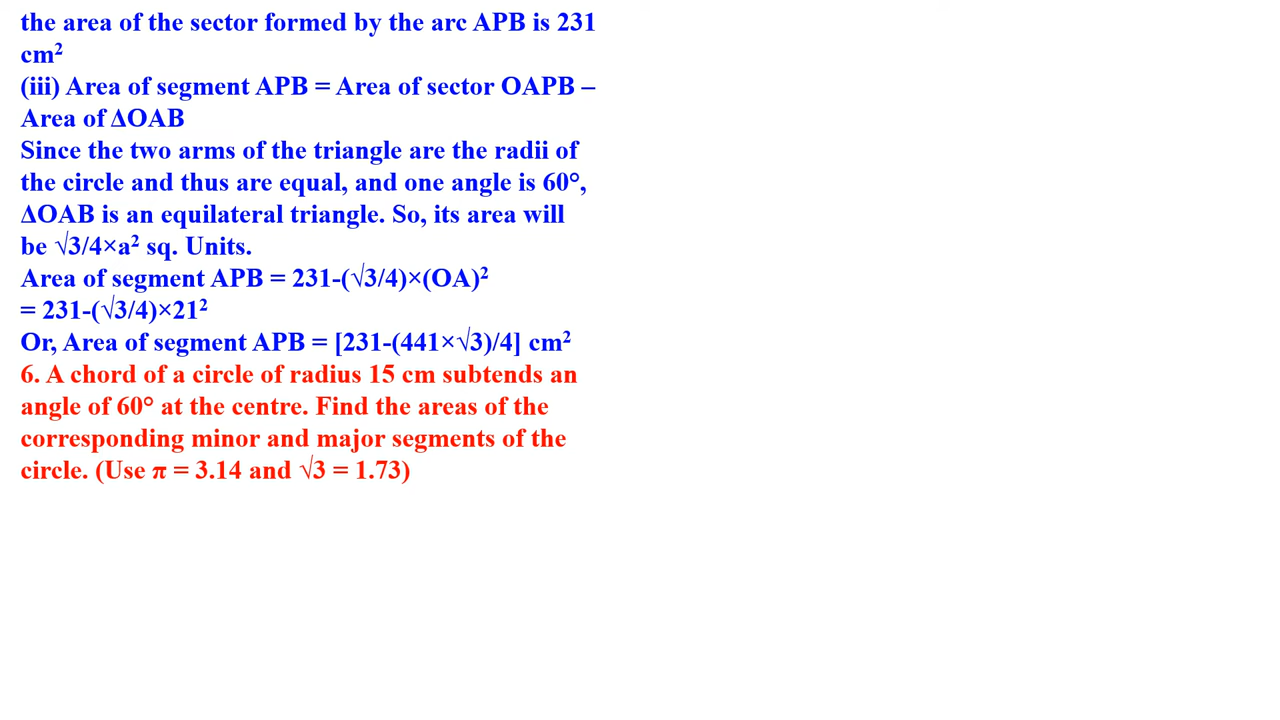 the area of the sector formed by the arc APB is 231
cm²
(iii) Area of segment APB = Area of sector OAPB –
Area of ΔOAB
Since the two arms of the triangle are the radii of
the circle and thus are equal, and one angle is 60°,
ΔOAB is an equilateral triangle. So, its area will
be √3/4×a² sq. Units.
Area of segment APB = 231-(√3/4)×(OA)²
= 231-(√3/4)×21²
Or, Area of segment APB = [231-(441×√3)/4] cm²
6. A chord of a circle of radius 15 cm subtends an
angle of 60° at the centre. Find the areas of the
corresponding minor and major segments of the
circle. (Use π = 3.14 and √3 = 1.73)